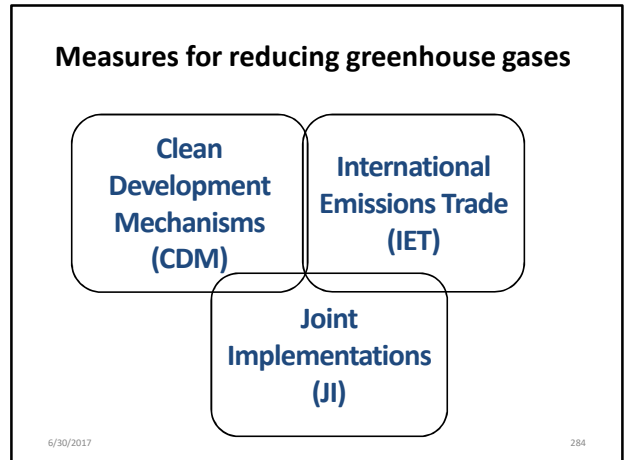 Measures for reducing greenhouse gases
Clean
Development
Mechanisms
(CDM)
International
Emissions Trade
(IET)
Joint
Implementations
(JI)
6/30/2017
284